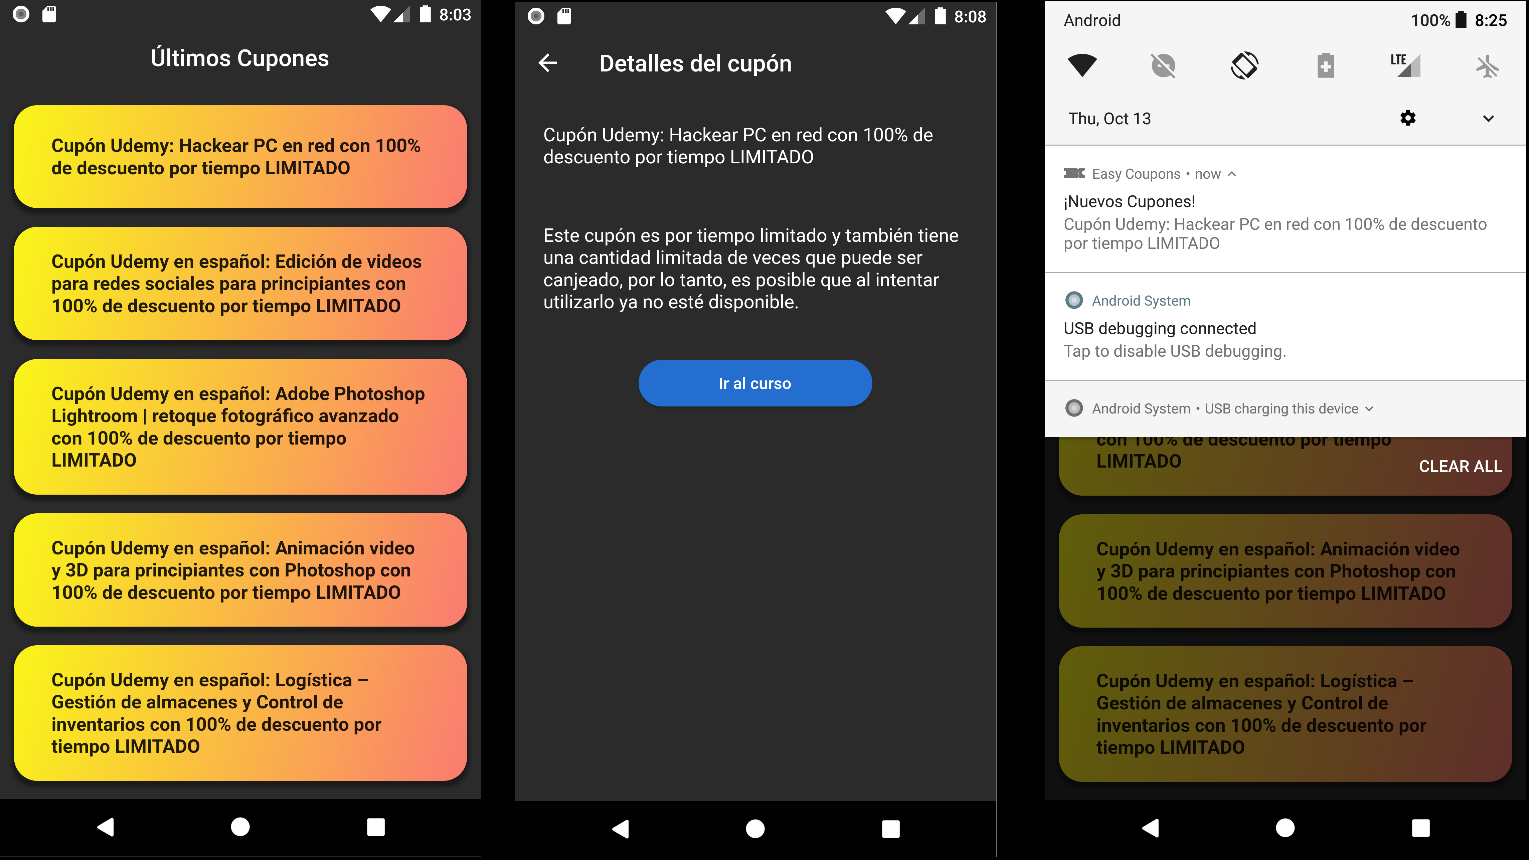 8:03
Últimos Cupones
Cupón Udemy: Hackear PC en red con 100%
de descuento por tiempo LIMITADO
Cupón Udemy en español: Edición de videos
para redes sociales para principiantes con
100% de descuento por tiempo LIMITADO
Cupón Udemy en español: Adobe Photoshop
Lightroom | retoque fotográfico avanzado
con 100% de descuento por tiempo
LIMITADO
Cupón Udemy en español: Animación video
y 3D para principiantes con Photoshop con
100% de descuento por tiempo LIMITADO
Cupón Udemy en español: Logística –
Gestión de almacenes y Control de
inventarios con 100% de descuento por
tiempo LIMITADO
8:08
Detalles del cupón
Cupón Udemy: Hackear PC en red con 100% de
descuento por tiempo LIMITADO
Este cupón es por tiempo limitado y también tiene
una cantidad limitada de veces que puede ser
canjeado, por lo tanto, es posible que al intentar
utilizarlo ya no esté disponible.
Ir al curso
Android 100% 8:25
LTE
Thu, Oct 13
Easy Coupons • now
¡Nuevos Cupones!
Cupón Udemy: Hackear PC en red con 100% de descuento
por tiempo LIMITADO
Android System
USB debugging connected
Tap to disable USB debugging.
Android System • USB charging this device
con 100% de descuento por tiempo
LIMITADO
CLEAR ALL
Cupón Udemy en español: Animación video
y 3D para principiantes con Photoshop con
100% de descuento por tiempo LIMITADO
Cupón Udemy en español: Logística –
Gestión de almacenes y Control de
inventarios con 100% de descuento por
tiempo LIMITADO